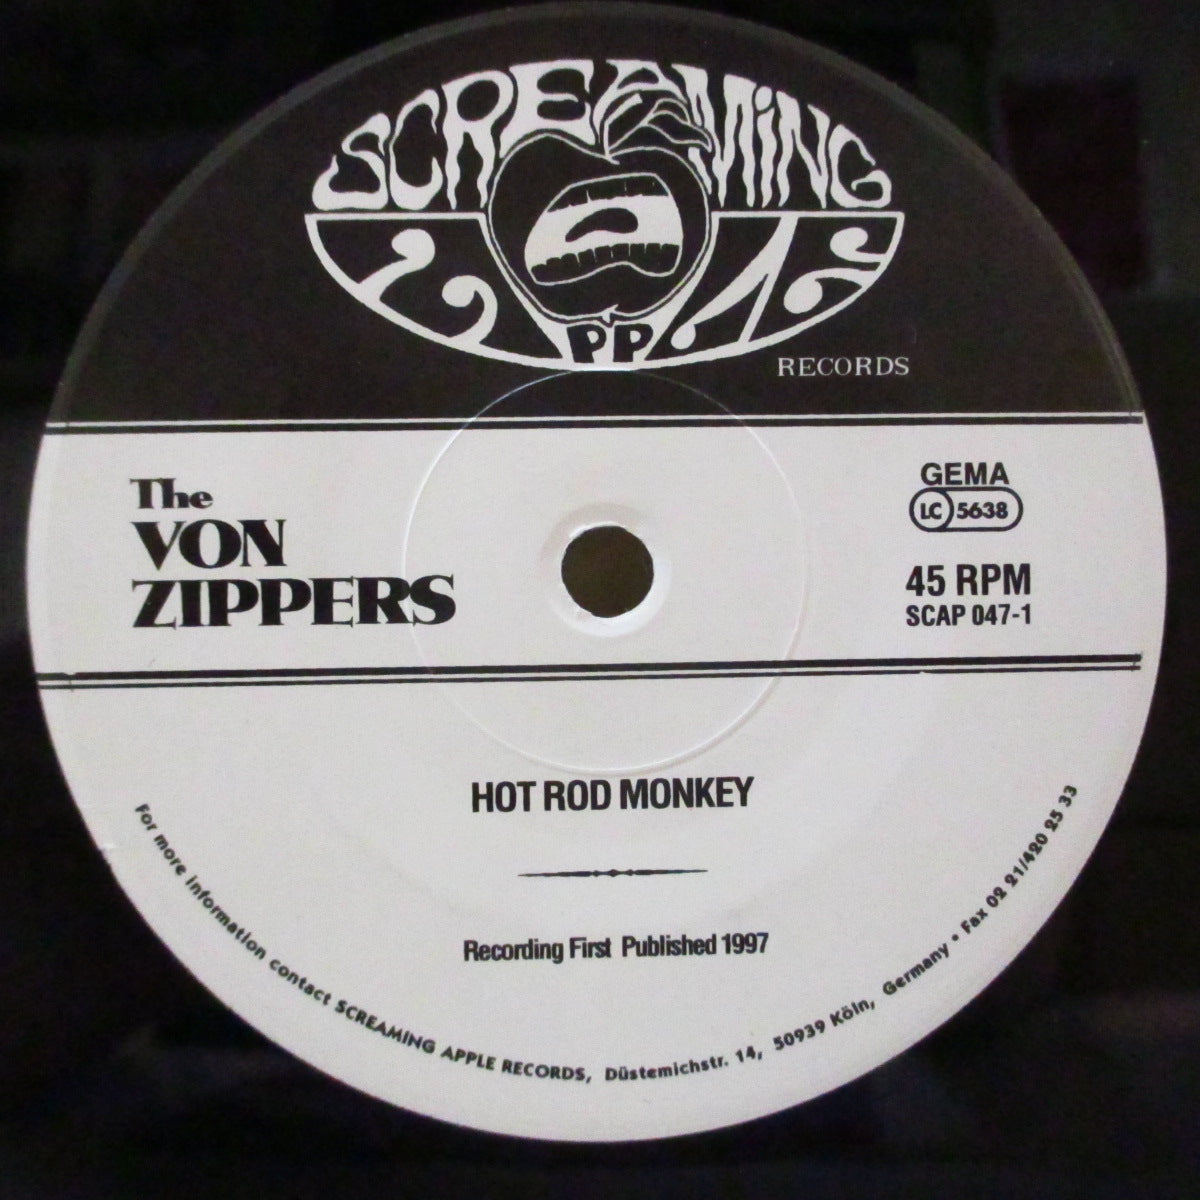 SCREAMING
APPLE
RECORDS
The
VON
ZIPPERS
GEMA
LC 5638
45 RPM
SCAP 047-1
HOT ROD MONKEY
Recording First Published 1997
For more information contact SCREAMING APPLE RECORDS, Düstemichstr. 14, 50939 Köln, Germany • Fax 02 21/420 25 33